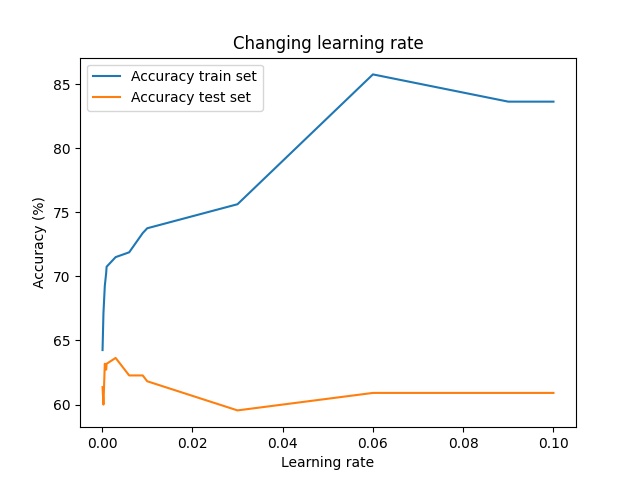 Changing learning rate
Accuracy train set
Accuracy test set
85
80
75
70
65
60
Accuracy (%)
0.00 0.02 0.04 0.06 0.08 0.10
Learning rate